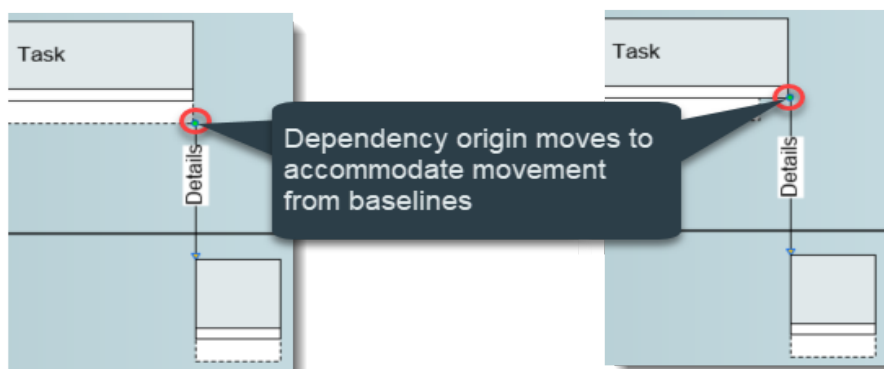 Task
Task
Dependency origin moves to
accommodate movement
from baselines
Details
Details